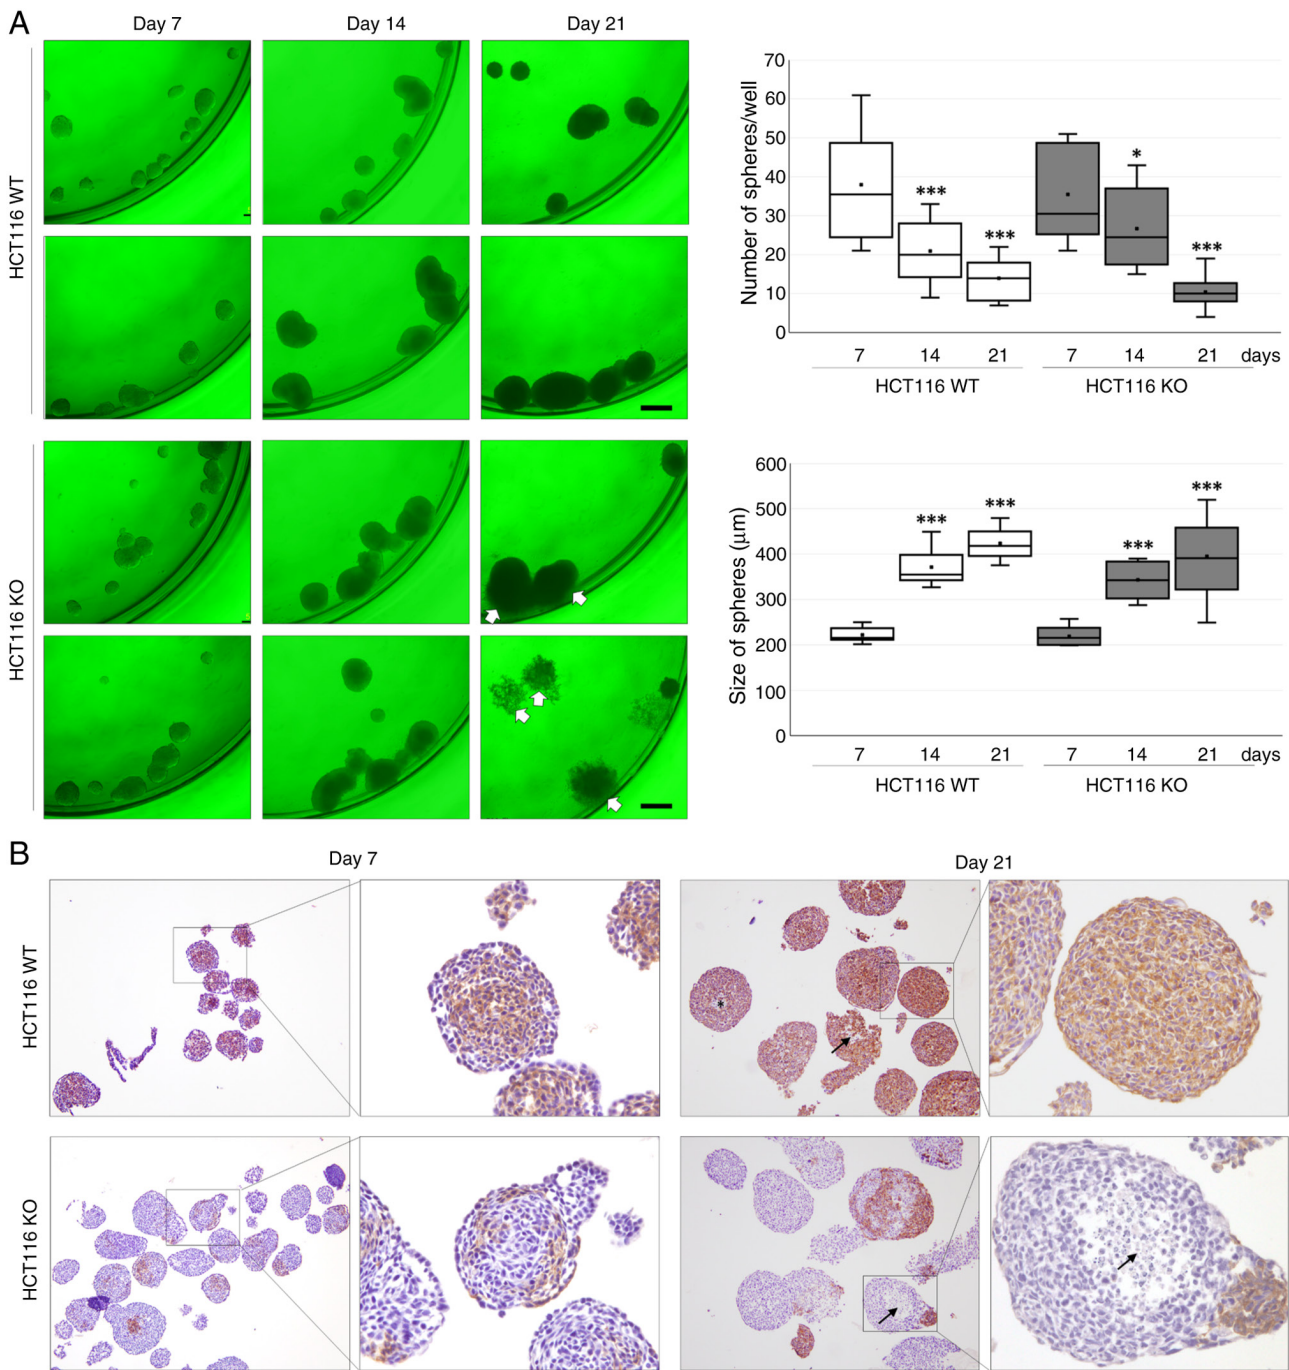 A
Day 7
Day 14
Day 21
HCT116 WT
HCT116 KO
Number of spheres/well
70
60
50
40
30
20
10
0
***
***
*
***
7
14
21
7
14
21
days
HCT116 WT
HCT116 KO
Size of spheres (μm)
600
500
400
300
200
100
0
***
***
***
***
7
14
21
7
14
21
days
HCT116 WT
HCT116 KO
B
Day 7
Day 21
HCT116 WT
*
HCT116 KO